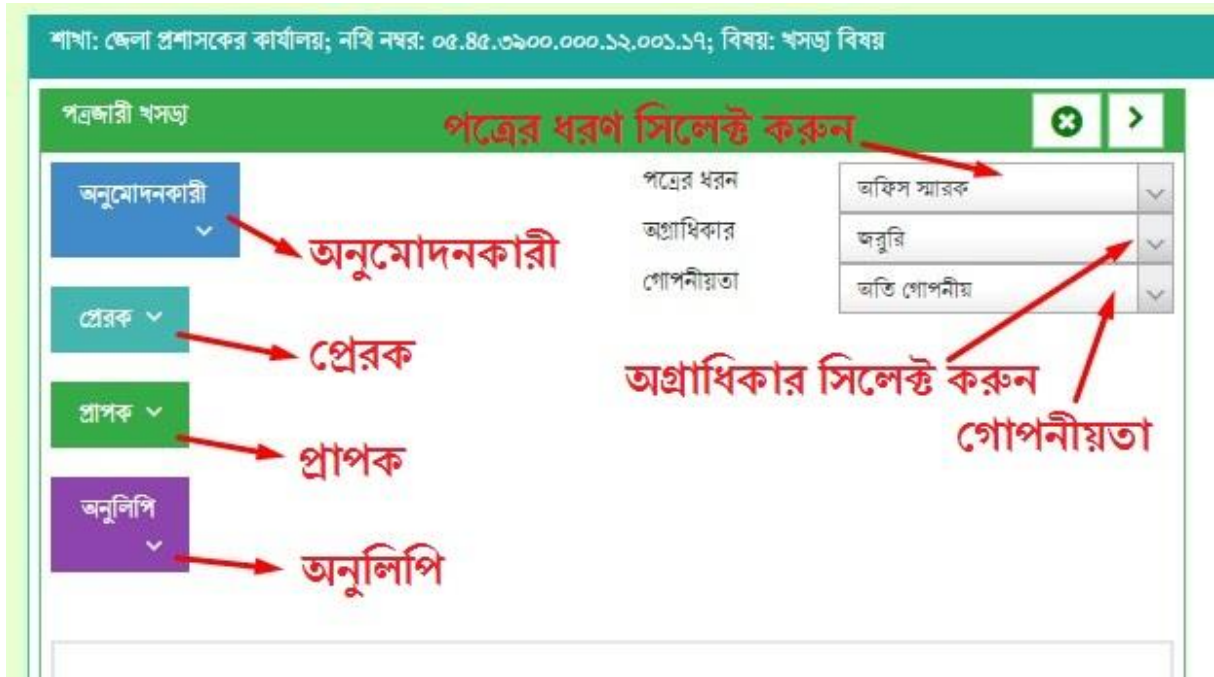 শাখা: জেলা প্রশাসকের কার্যালয়; নথি নম্বর: ০৫.৪৫.৩৯০০.০০০.১২.০০১.১৭; বিষয়: খসড়া বিষয়
পত্রজারী খসড়া
পত্রের ধরণ সিলেক্ট করুন
অনুমোদনকারী
পত্রের ধরন
অফিস স্মারক
অনুমোদনকারী
অগ্রাধিকার
জরুরি
গোপনীয়তা
অতি গোপনীয়
প্রেরক
প্রেরক
অগ্রাধিকার সিলেক্ট করুন
প্রাপক
গোপনীয়তা
প্রাপক
অনুলিপি
অনুলিপি